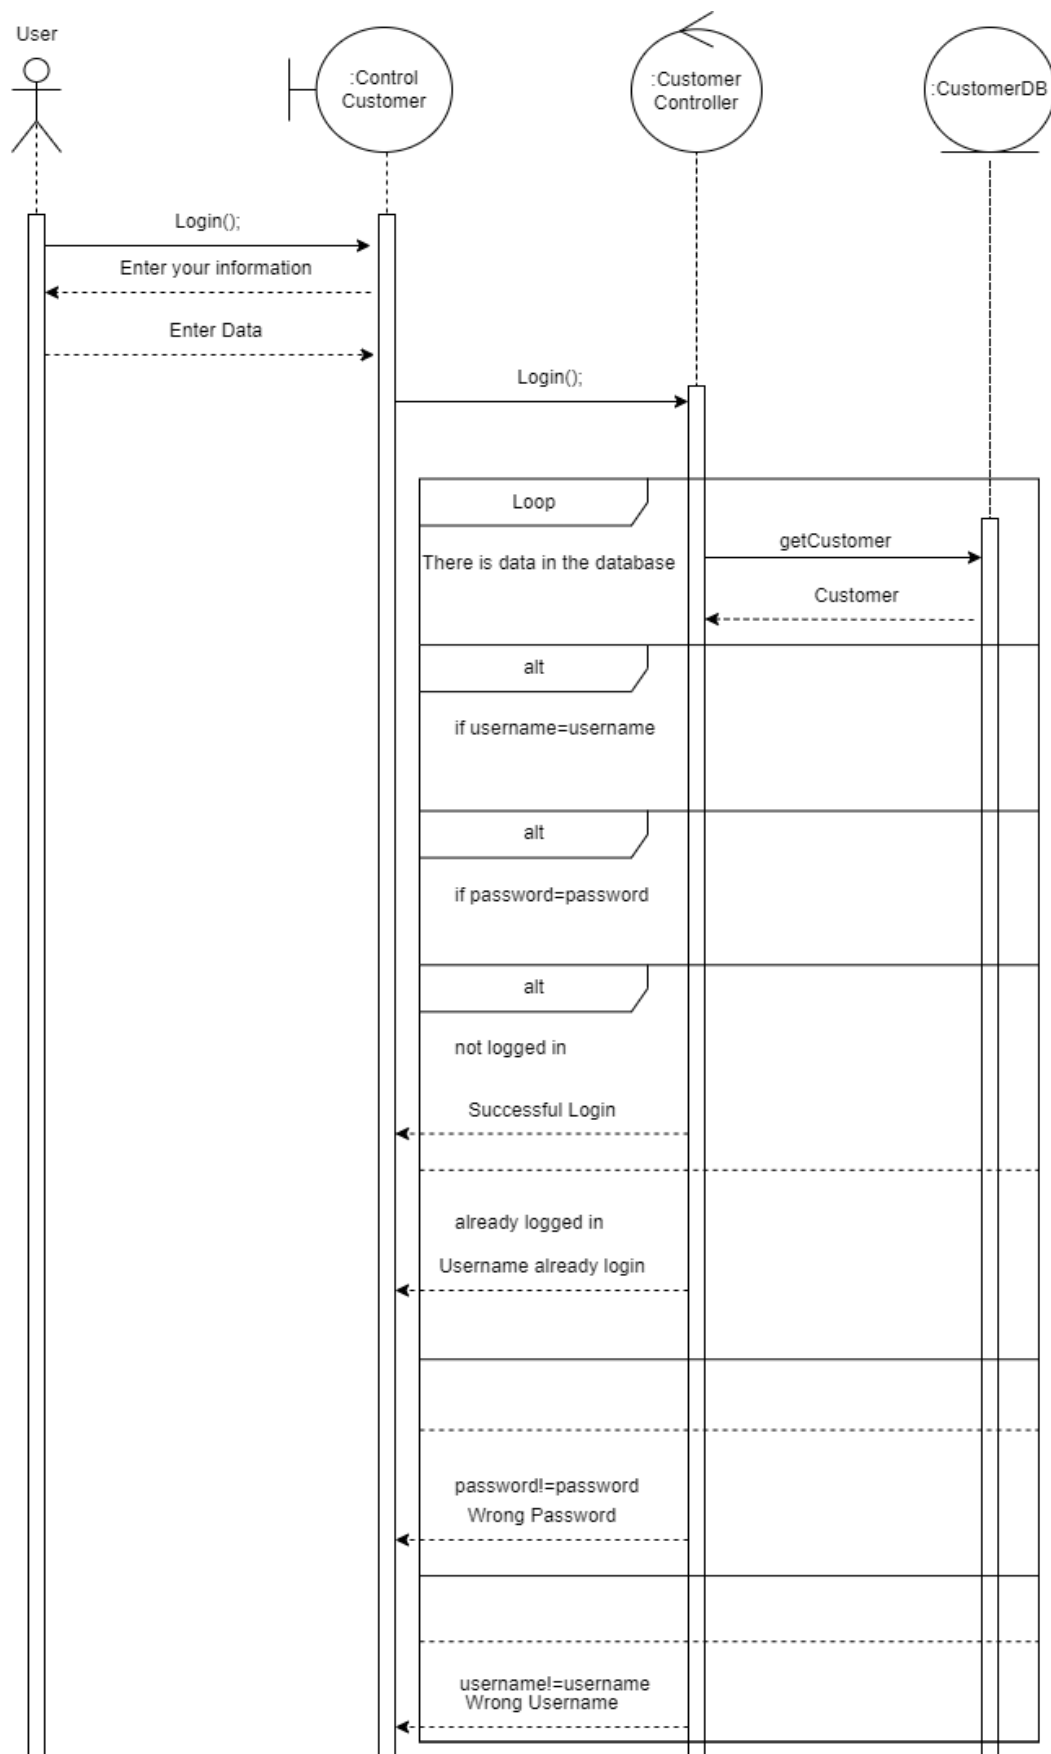 User
:Control
Customer
:Customer
Controller
:CustomerDB
Login();
Enter your information
Enter Data
Login();
Loop
getCustomer
There is data in the database
Customer
alt
if username=username
alt
if password=password
alt
not logged in
Successful Login
already logged in
Username already login
password!=password
Wrong Password
username!=username
Wrong Username